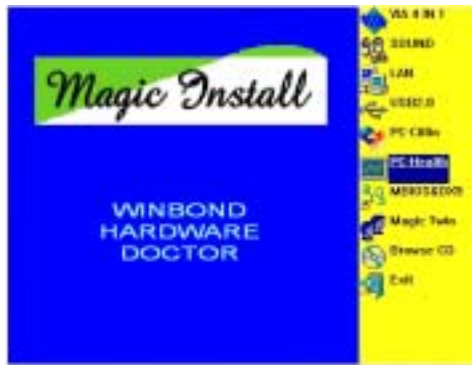 Magic Install
WINBOND
HARDWARE
DOCTOR
VIA 4 IN 1
SOUND
LAN
USB2.0
PC-Cillin
PC-Health
Magic Twin
Browse CD
Exit